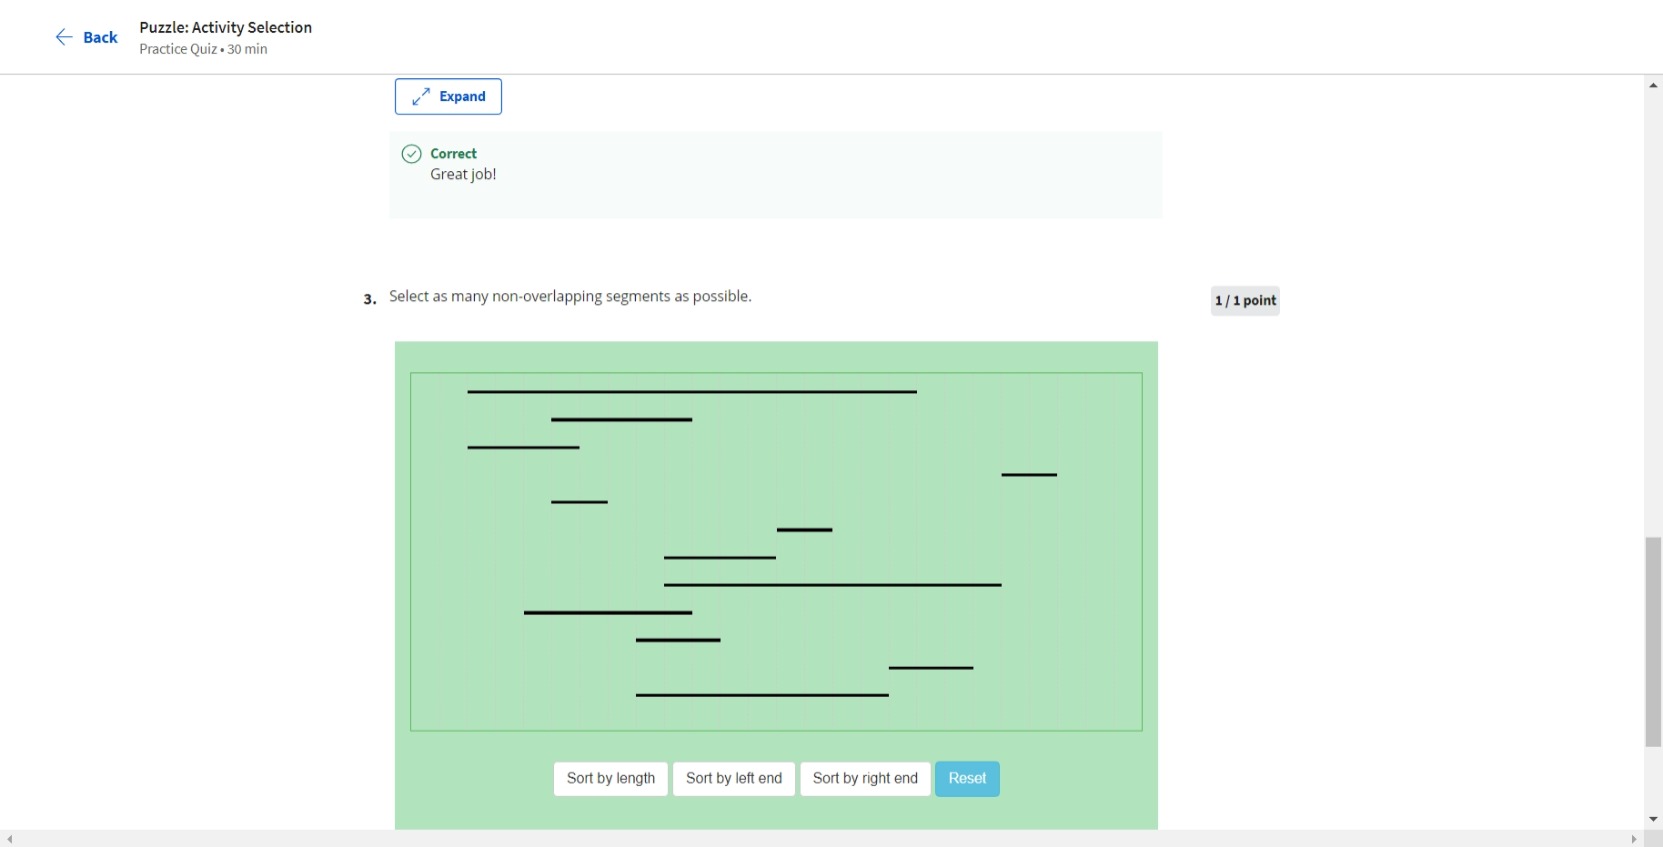 Back
Puzzle: Activity Selection
Practice Quiz • 30 min
Expand
Correct
Great job!
3. Select as many non-overlapping segments as possible.
1 / 1 point
Sort by length
Sort by left end
Sort by right end
Reset